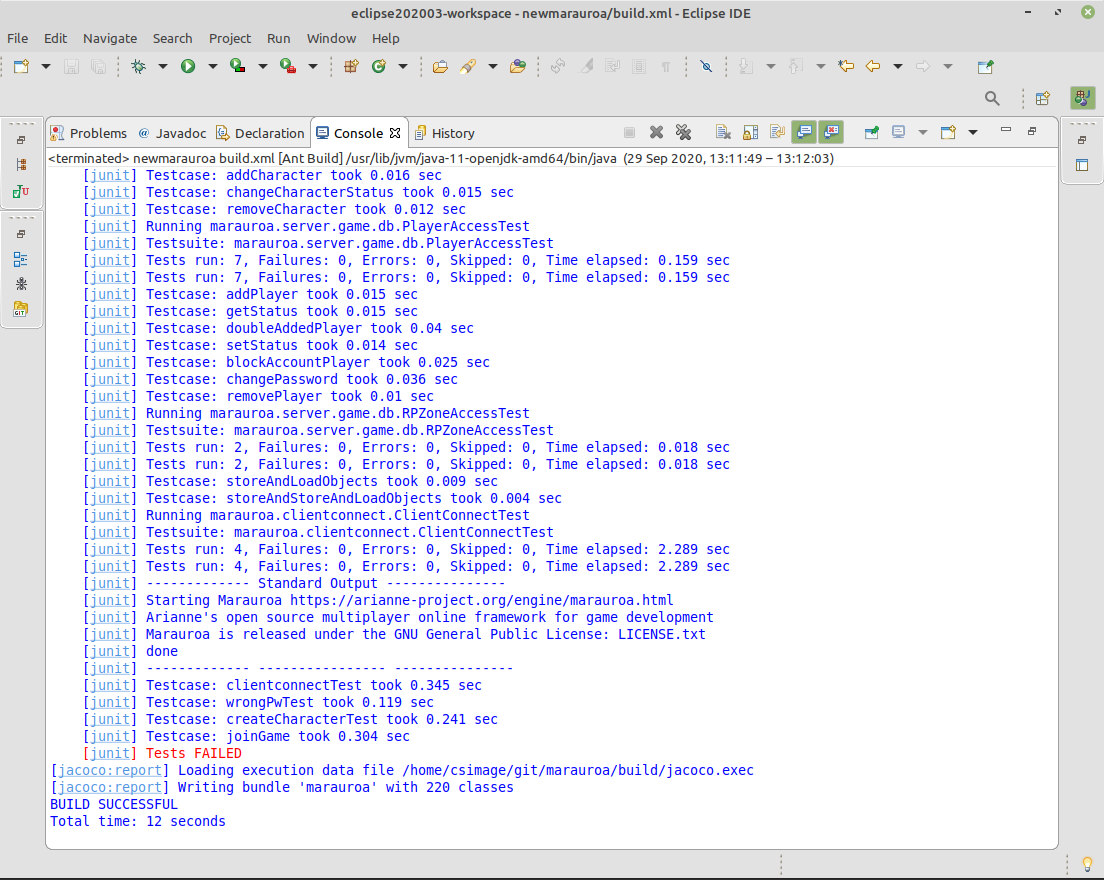 eclipse202003-workspace - newmarauroa/build.xml - Eclipse IDE
File Edit Navigate Search Project Run Window Help
Problems @ Javadoc Declaration Console History
<terminated> newmarauroa build.xml [Ant Build] /usr/lib/jvm/java-11-openjdk-amd64/bin/java (29 Sep 2020, 13:11:49 – 13:12:03)
[junit] Testcase: addCharacter took 0.016 sec
[junit] Testcase: changeCharacterStatus took 0.015 sec
[junit] Testcase: removeCharacter took 0.012 sec
[junit] Running marauroa.server.game.db.PlayerAccessTest
[junit] Testsuite: marauroa.server.game.db.PlayerAccessTest
[junit] Tests run: 7, Failures: 0, Errors: 0, Skipped: 0, Time elapsed: 0.159 sec
[junit] Tests run: 7, Failures: 0, Errors: 0, Skipped: 0, Time elapsed: 0.159 sec
[junit] Testcase: addPlayer took 0.015 sec
[junit] Testcase: getStatus took 0.015 sec
[junit] Testcase: doubleAddedPlayer took 0.04 sec
[junit] Testcase: setStatus took 0.014 sec
[junit] Testcase: blockAccountPlayer took 0.025 sec
[junit] Testcase: changePassword took 0.036 sec
[junit] Testcase: removePlayer took 0.01 sec
[junit] Running marauroa.server.game.db.RPZoneAccessTest
[junit] Testsuite: marauroa.server.game.db.RPZoneAccessTest
[junit] Tests run: 2, Failures: 0, Errors: 0, Skipped: 0, Time elapsed: 0.018 sec
[junit] Tests run: 2, Failures: 0, Errors: 0, Skipped: 0, Time elapsed: 0.018 sec
[junit] Testcase: storeAndLoadObjects took 0.009 sec
[junit] Testcase: storeAndStoreAndLoadObjects took 0.004 sec
[junit] Running marauroa.clientconnect.ClientConnectTest
[junit] Testsuite: marauroa.clientconnect.ClientConnectTest
[junit] Tests run: 4, Failures: 0, Errors: 0, Skipped: 0, Time elapsed: 2.289 sec
[junit] Tests run: 4, Failures: 0, Errors: 0, Skipped: 0, Time elapsed: 2.289 sec
[junit] ------------- Standard Output ---------------
[junit] Starting Marauroa https://arianne-project.org/engine/marauroa.html
[junit] Arianne's open source multiplayer online framework for game development
[junit] Marauroa is released under the GNU General Public License: LICENSE.txt
[junit] done
[junit] ------------- ---------------- ---------------
[junit] Testcase: clientconnectTest took 0.345 sec
[junit] Testcase: wrongPwTest took 0.119 sec
[junit] Testcase: createCharacterTest took 0.241 sec
[junit] Testcase: joinGame took 0.304 sec
[junit] Tests FAILED
[jacoco:report] Loading execution data file /home/csimage/git/marauroa/build/jacoco.exec
[jacoco:report] Writing bundle 'marauroa' with 220 classes
BUILD SUCCESSFUL
Total time: 12 seconds